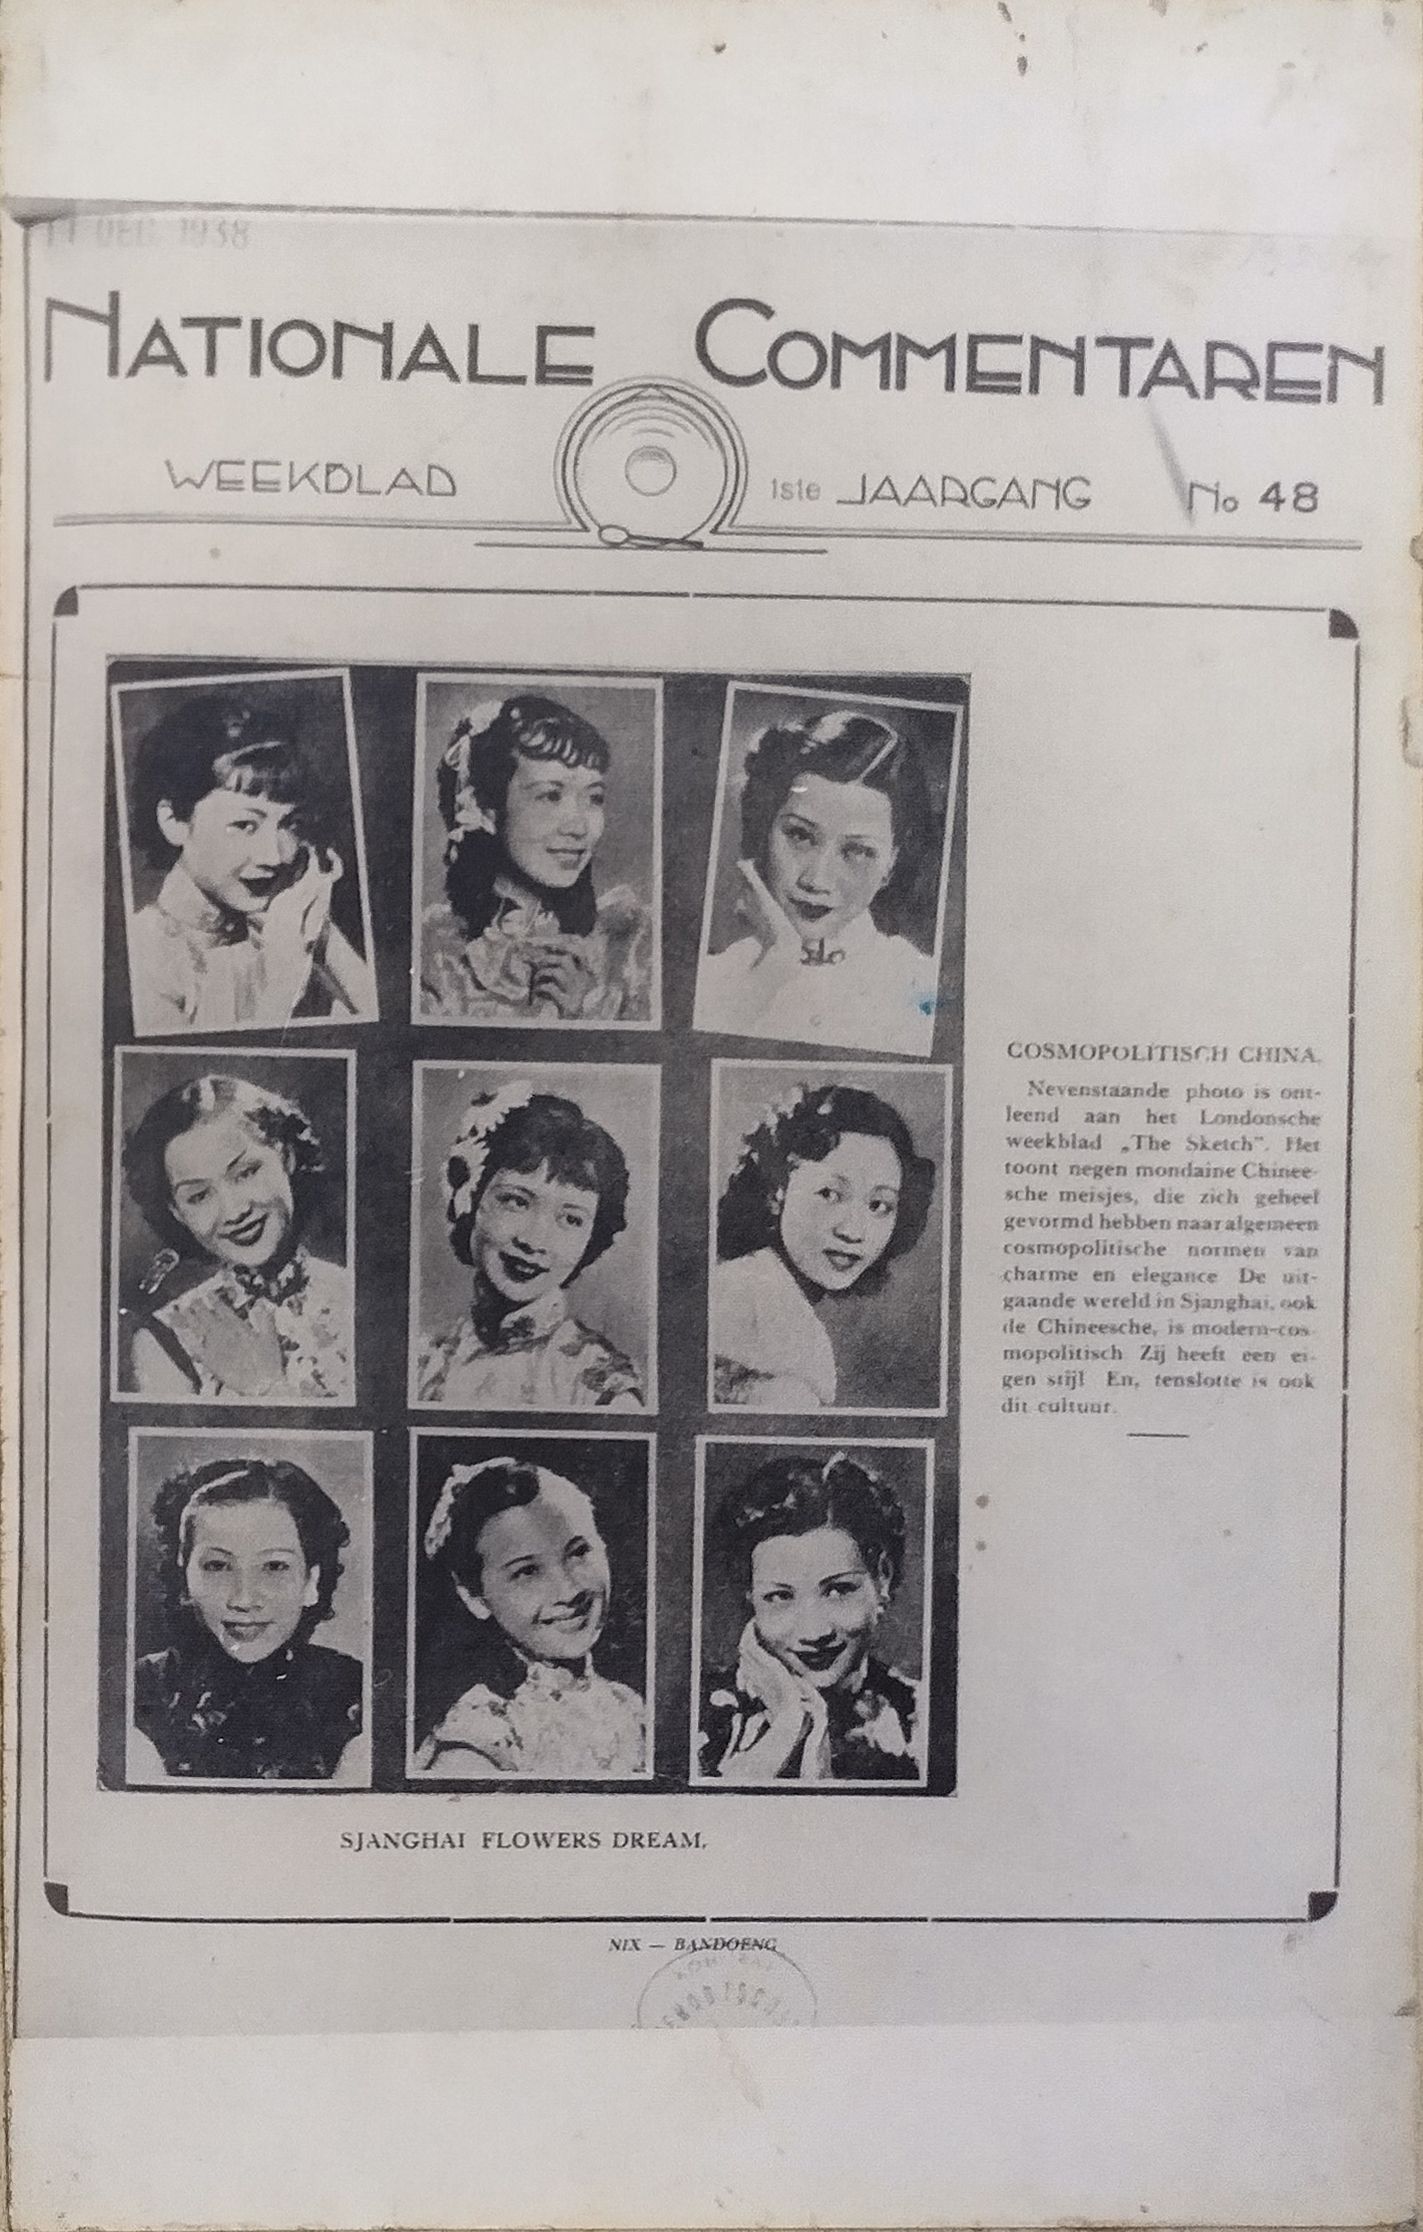 1938
NATIONALE COMMENTAREN
WEEKBLAD
1ste JAARGANG No 48
COSMOPOLITISCH CHINA.
Nevenstaande photo is ont-
leend aan het Londonsche
weekblad „The Sketch”. Het
toont negen mondaine Chinee-
sche meisjes, die zich geheel
gevormd hebben naar algemeen
cosmopolitische normen van
charme en elegance De uit-
gaande wereld in Sjanghai, ook
de Chineesche, is modern-cos-
mopolitisch Zij heeft een ei-
gen stijl En, tenslotte is ook
dit cultuur.
SJANGHAI FLOWERS DREAM.
NIX — BANDOENG